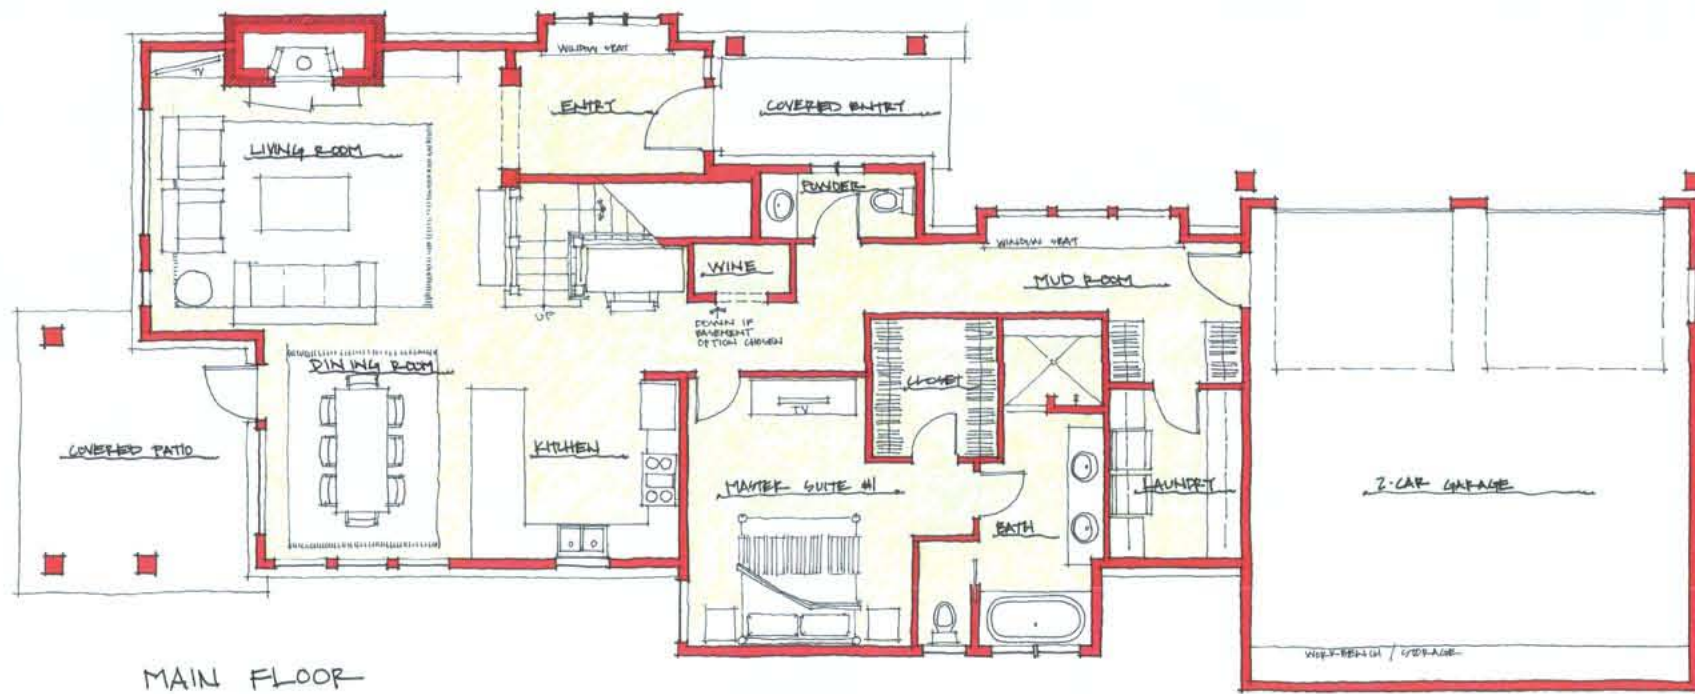 WINDOW SEAT
TV
ENTRY
COVERED ENTRY
LIVING ROOM
POWDER
WINDOW SEAT
WINE
MUD ROOM
UP
DOWN IF
BASEMENT
OPTION CHOSEN
DINING ROOM
CLOSET
TV
COVERED PATIO
KITCHEN
MASTER SUITE #1
LAUNDRY
2-CAR GARAGE
BATH
WORKBENCH / STORAGE
MAIN FLOOR